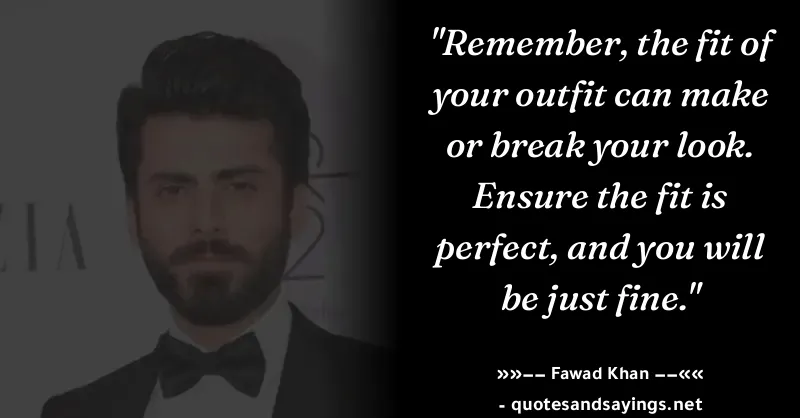 "Remember, the fit of
your outfit can make
or break your look.
Ensure the fit is
perfect, and you will
be just fine."
»»-- Fawad Khan --««
- quotesandsayings.net
ZIA